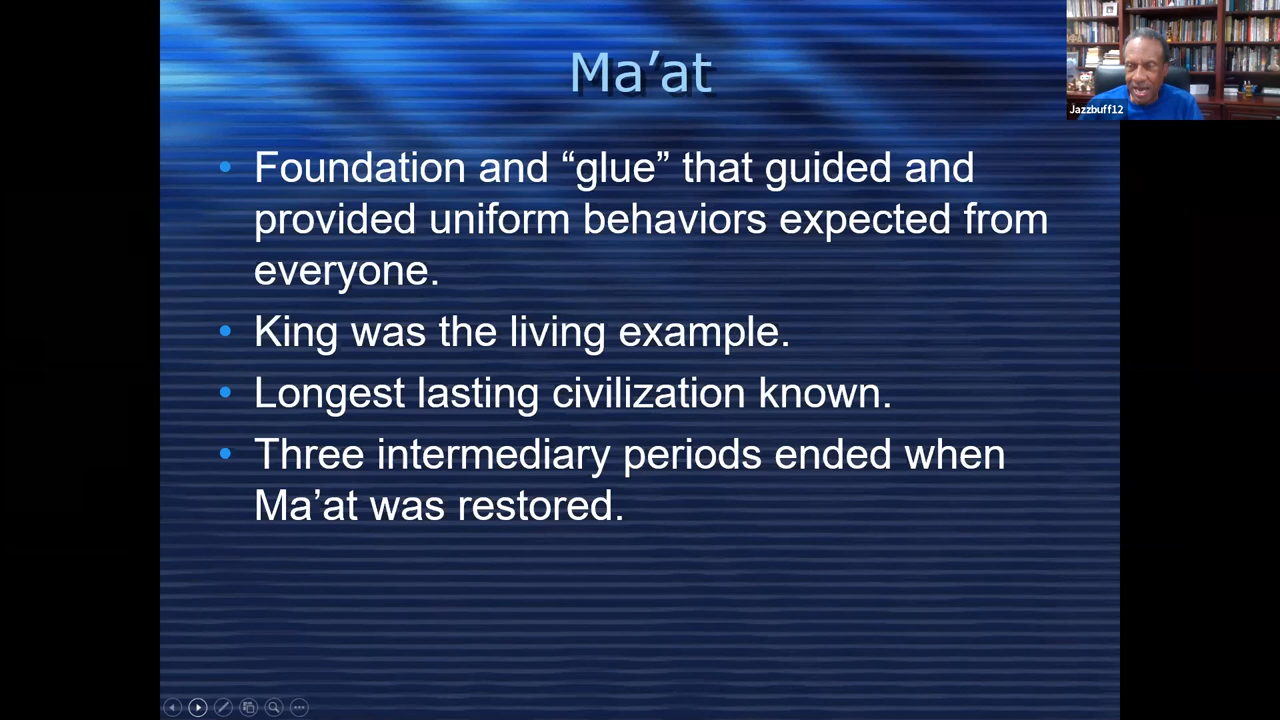 Ma’at
Jazzbuff12
• Foundation and “glue” that guided and
provided uniform behaviors expected from
everyone.
• King was the living example.
• Longest lasting civilization known.
• Three intermediary periods ended when
Ma’at was restored.